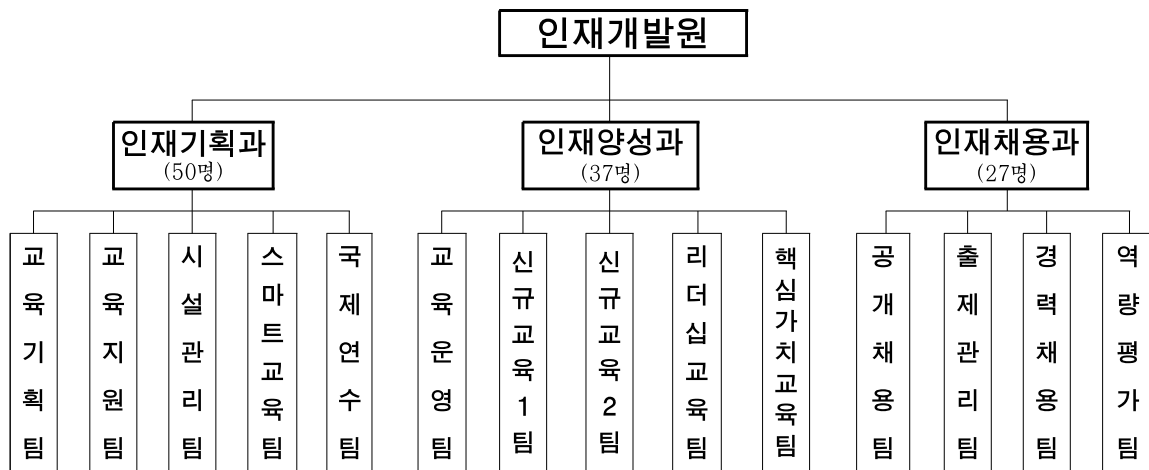 인재개발원
인재기획과
(50명)
인재양성과
(37명)
인재채용과
(27명)
교육기획팀
교육지원팀
시설관리팀
스마트교육팀
국제연수팀
교육운영팀
신규교육1팀
신규교육2팀
리더십교육팀
핵심가치교육팀
공개채용팀
출제관리팀
경력채용팀
역량평가팀